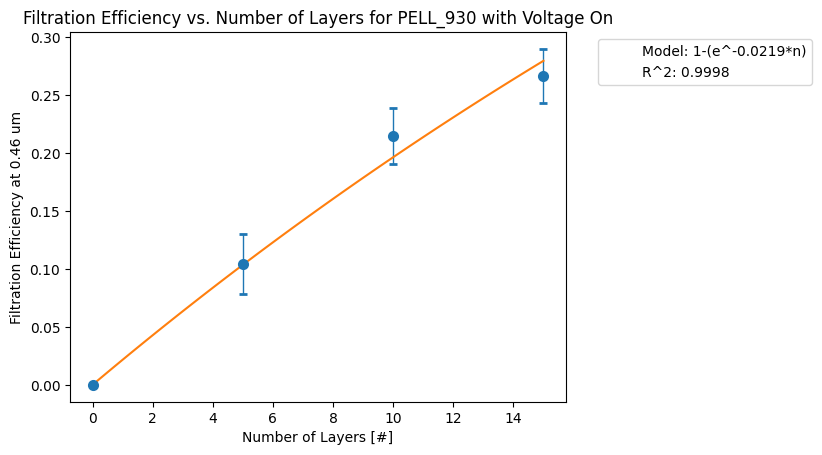 Filtration Efficiency vs. Number of Layers for PELL_930 with Voltage On
Model: 1-(e^-0.0219*n)
R^2: 0.9998
Filtration Efficiency at 0.46 um
0.30
0.25
0.20
0.15
0.10
0.05
0.00
0 2 4 6 8 10 12 14
Number of Layers [#]